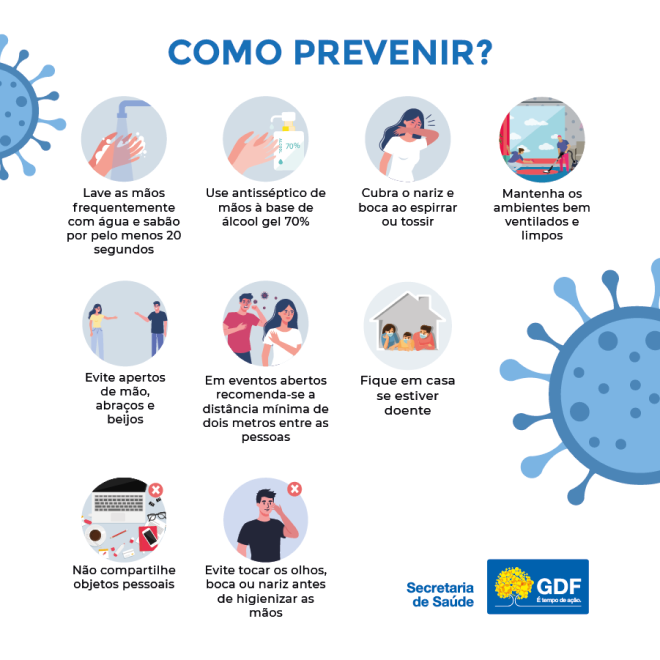 COMO PREVENIR?
70%
Lave as mãos
frequentemente
com água e sabão
por pelo menos 20
segundos
Use antisséptico de
mãos à base de
álcool gel 70%
Cubra o nariz e
boca ao espirrar
ou tossir
Mantenha os
ambientes bem
ventilados e
limpos
Evite apertos
de mão,
abraços e
beijos
Em eventos abertos
recomenda-se a
distância mínima de
dois metros entre as
pessoas
Fique em casa
se estiver
doente
Não compartilhe
objetos pessoais
Evite tocar os olhos,
boca ou nariz antes
de higienizar as
mãos
Secretaria
de Saúde
GDF
É tempo de ação.